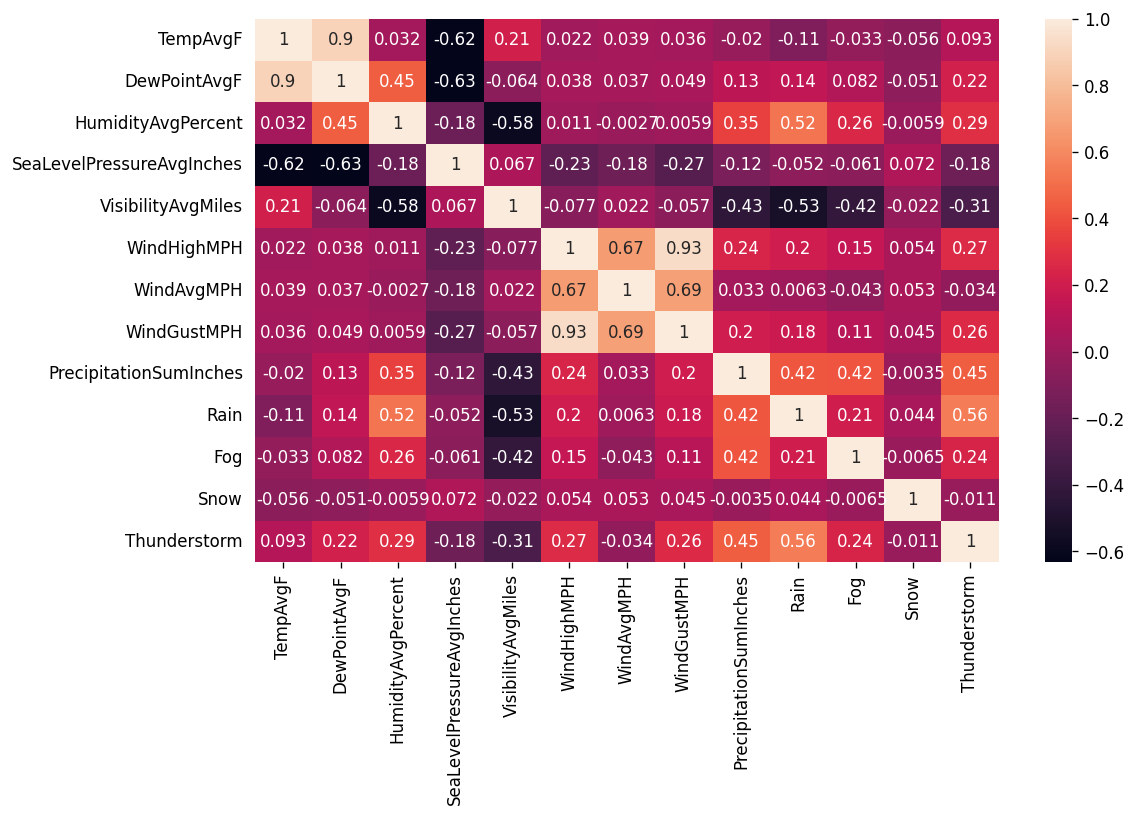 TempAvgF 1 0.9 0.032 -0.62 0.21 0.022 0.039 0.036 -0.02 -0.11 -0.033 -0.056 0.093
DewPointAvgF 0.9 1 0.45 -0.63 -0.064 0.038 0.037 0.049 0.13 0.14 0.082 -0.051 0.22
HumidityAvgPercent 0.032 0.45 1 -0.18 -0.58 0.011 -0.0027 0.0059 0.35 0.52 0.26 -0.0059 0.29
SeaLevelPressureAvgInches -0.62 -0.63 -0.18 1 0.067 -0.23 -0.18 -0.27 -0.12 -0.052 -0.061 0.072 -0.18
VisibilityAvgMiles 0.21 -0.064 -0.58 0.067 1 -0.077 0.022 -0.057 -0.43 -0.53 -0.42 -0.022 -0.31
WindHighMPH 0.022 0.038 0.011 -0.23 -0.077 1 0.67 0.93 0.24 0.2 0.15 0.054 0.27
WindAvgMPH 0.039 0.037 -0.0027 -0.18 0.022 0.67 1 0.69 0.033 0.0063 -0.043 0.053 -0.034
WindGustMPH 0.036 0.049 0.0059 -0.27 -0.057 0.93 0.69 1 0.2 0.18 0.11 0.045 0.26
PrecipitationSumInches -0.02 0.13 0.35 -0.12 -0.43 0.24 0.033 0.2 1 0.42 0.42 -0.0035 0.45
Rain -0.11 0.14 0.52 -0.052 -0.53 0.2 0.0063 0.18 0.42 1 0.21 0.044 0.56
Fog -0.033 0.082 0.26 -0.061 -0.42 0.15 -0.043 0.11 0.42 0.21 1 -0.0065 0.24
Snow -0.056 -0.051 -0.0059 0.072 -0.022 0.054 0.053 0.045 -0.0035 0.044 -0.0065 1 -0.011
Thunderstorm 0.093 0.22 0.29 -0.18 -0.31 0.27 -0.034 0.26 0.45 0.56 0.24 -0.011 1
TempAvgF
DewPointAvgF
HumidityAvgPercent
SeaLevelPressureAvgInches
VisibilityAvgMiles
WindHighMPH
WindAvgMPH
WindGustMPH
PrecipitationSumInches
Rain
Fog
Snow
Thunderstorm
1.0
0.8
0.6
0.4
0.2
0.0
−0.2
−0.4
−0.6